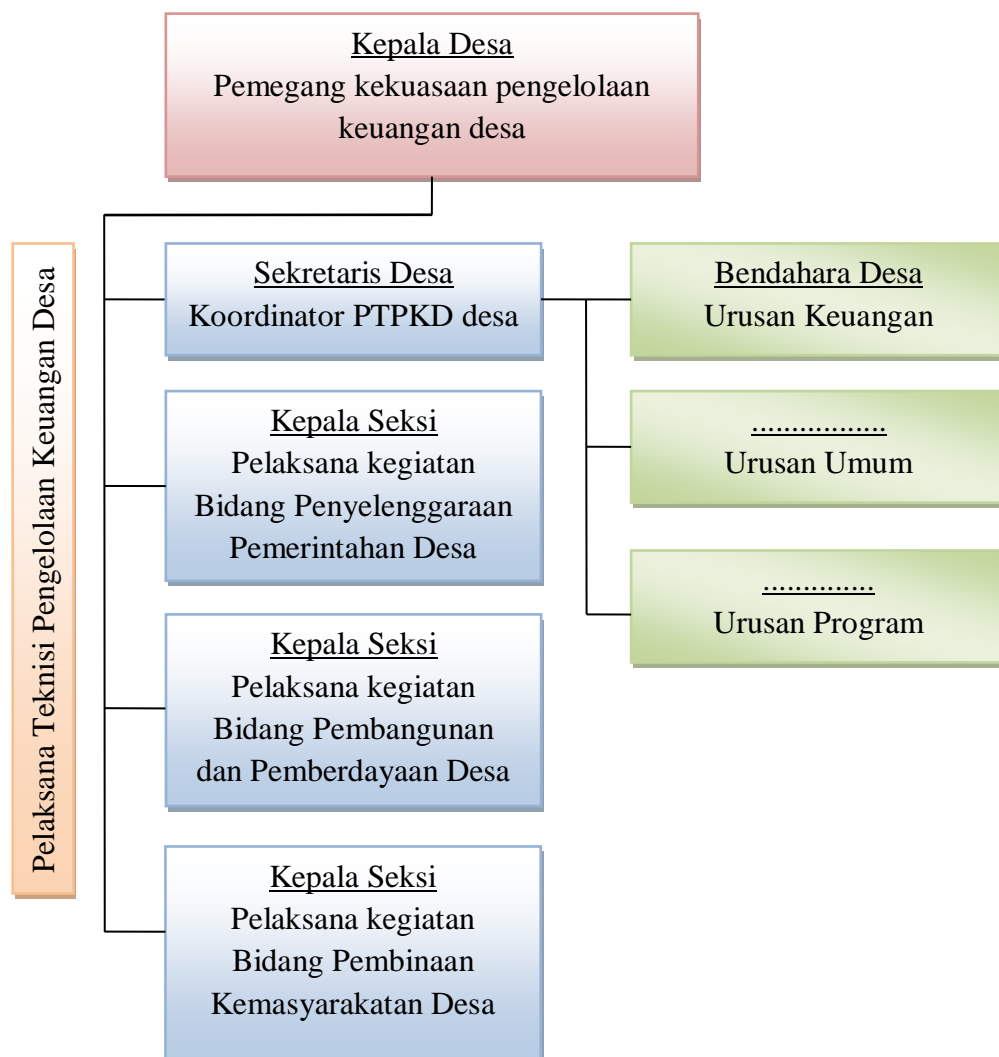 Kepala Desa
Pemegang kekuasaan pengelolaan
keuangan desa
Pelaksana Teknisi Pengelolaan Keuangan Desa
Sekretaris Desa
Koordinator PTPKD desa
Kepala Seksi
Pelaksana kegiatan
Bidang Penyelenggaraan
Pemerintahan Desa
Kepala Seksi
Pelaksana kegiatan
Bidang Pembangunan
dan Pemberdayaan Desa
Kepala Seksi
Pelaksana kegiatan
Bidang Pembinaan
Kemasyarakatan Desa
Bendahara Desa
Urusan Keuangan
.................
Urusan Umum
..............
Urusan Program